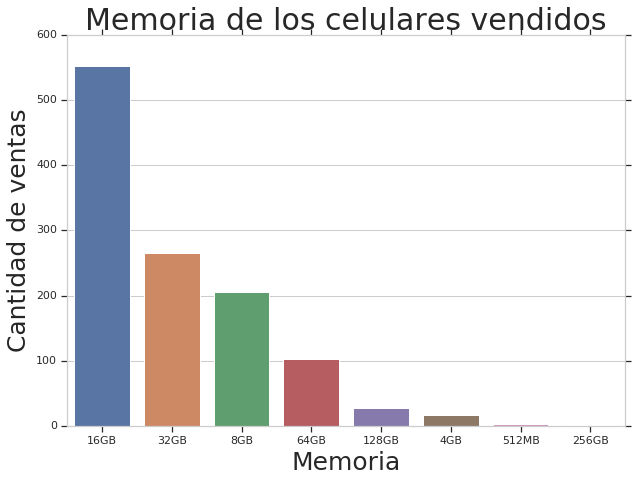 Memoria de los celulares vendidos
600
500
400
300
200
100
0
Cantidad de ventas
16GB 32GB 8GB 64GB 128GB 4GB 512MB 256GB
Memoria